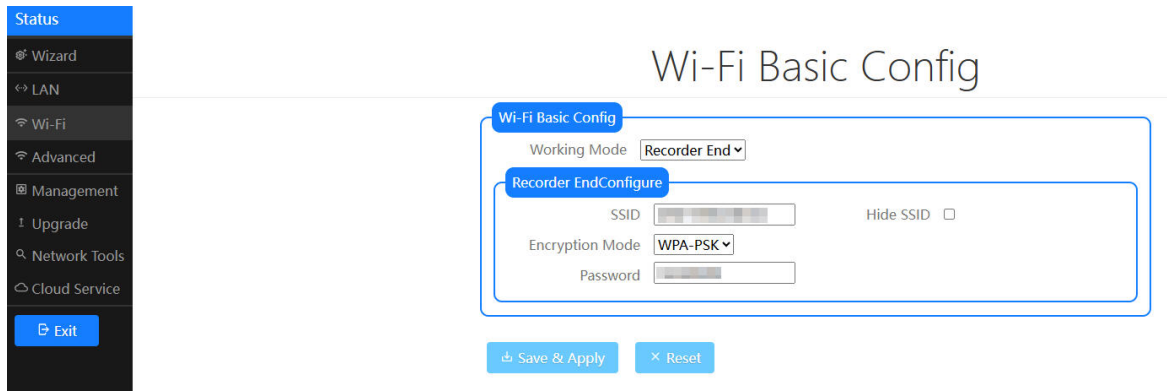 Status
Wizard
LAN
Wi-Fi
Advanced
Management
Upgrade
Network Tools
Cloud Service
Exit
Wi-Fi Basic Config
Wi-Fi Basic Config
Working Mode Recorder End
Recorder EndConfigure
SSID Hide SSID
Encryption Mode WPA-PSK
Password
Save & Apply Reset